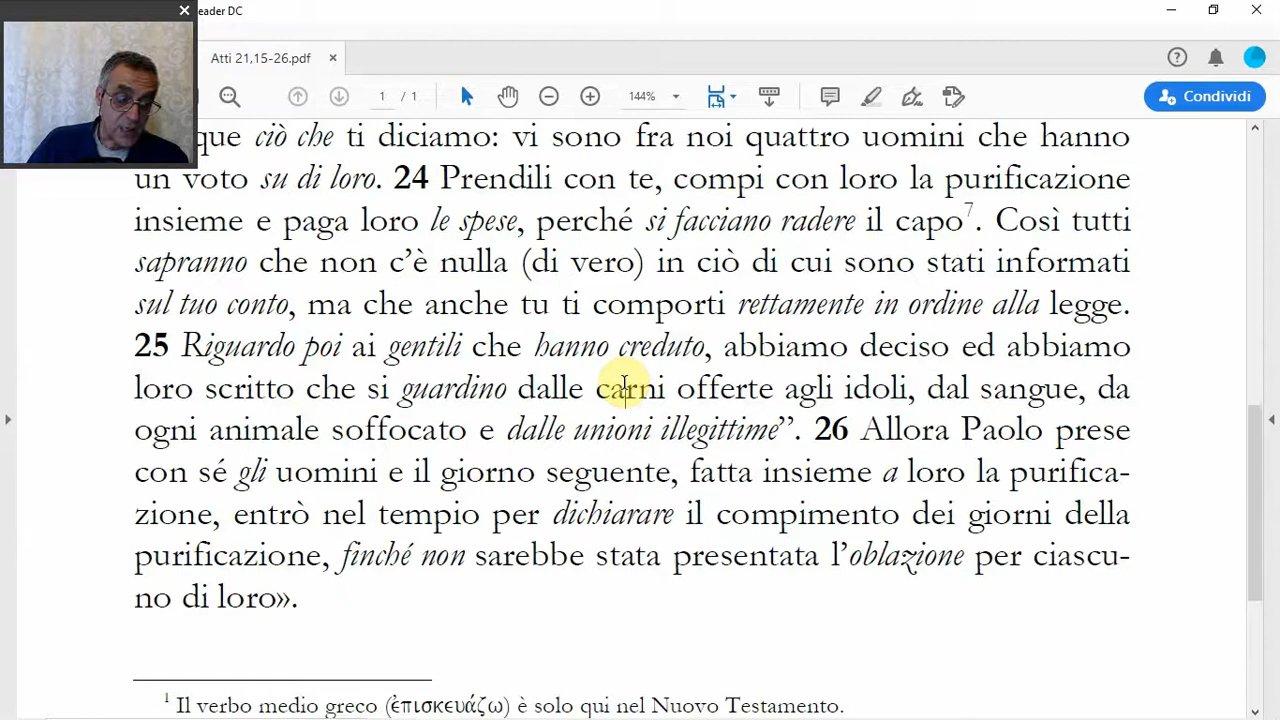 eader DC
Atti 21,15-26.pdf
1 / 1
144%
Condividi
que ciò che ti diciamo: vi sono fra noi quattro uomini che hanno
un voto su di loro. 24 Prendili con te, compi con loro la purificazione
insieme e paga loro le spese, perché si facciano radere il capo7. Così tutti
sapranno che non c’è nulla (di vero) in ciò di cui sono stati informati
sul tuo conto, ma che anche tu ti comporti rettamente in ordine alla legge.
25 Riguardo poi ai gentili che hanno creduto, abbiamo deciso ed abbiamo
loro scritto che si guardino dalle carni offerte agli idoli, dal sangue, da
ogni animale soffocato e dalle unioni illegittime”. 26 Allora Paolo prese
con sé gli uomini e il giorno seguente, fatta insieme a loro la purifica-
zione, entrò nel tempio per dichiarare il compimento dei giorni della
purificazione, finché non sarebbe stata presentata l’oblazione per ciascu-
no di loro».
1 Il verbo medio greco (ἐπισκευάζω) è solo qui nel Nuovo Testamento.